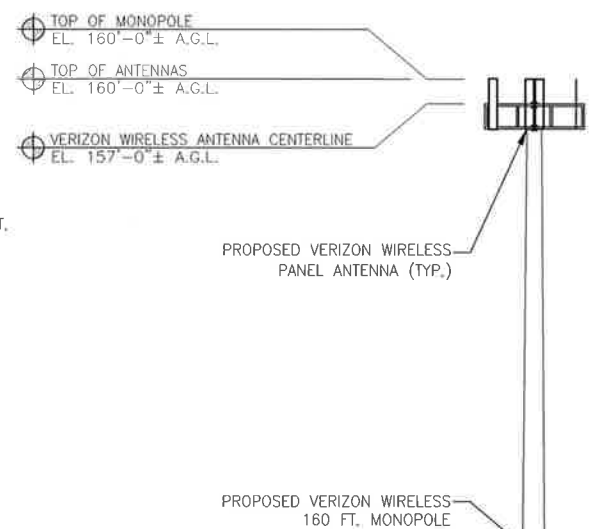 TOP OF MONOPOLE
EL. 160'-0"± A.G.L.
TOP OF ANTENNAS
EL. 160'-0"± A.G.L.
VERIZON WIRELESS ANTENNA CENTERLINE
EL. 157'-0"± A.G.L.
T.
PROPOSED VERIZON WIRELESS
PANEL ANTENNA (TYP.)
PROPOSED VERIZON WIRELESS
160 FT. MONOPOLE